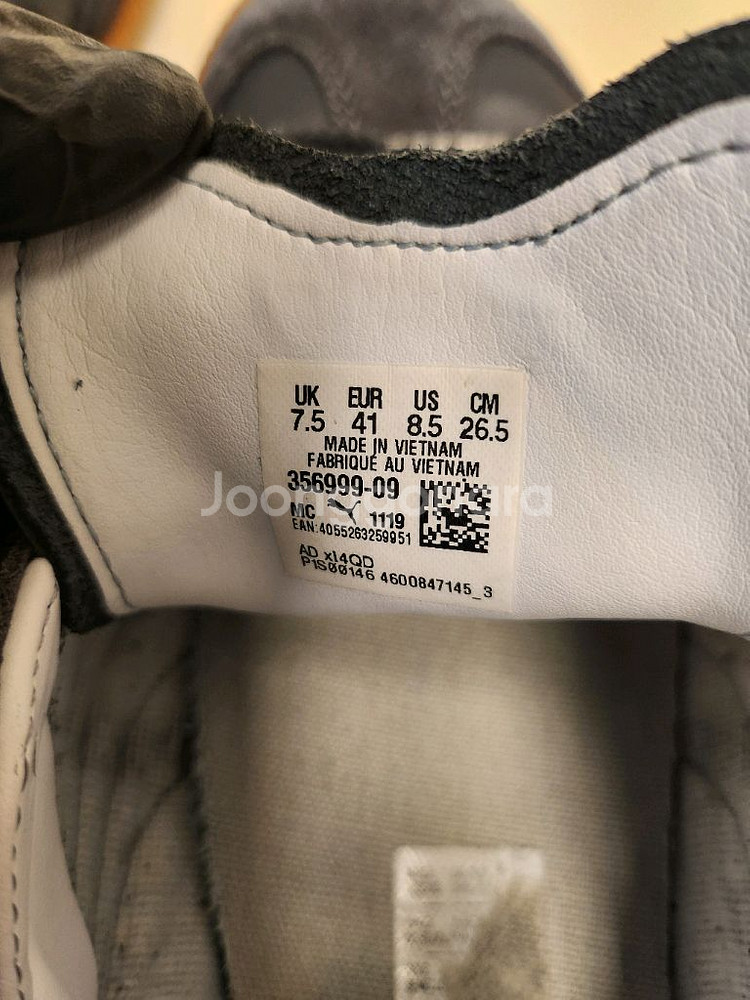 UK EUR US CM
7.5 41 8.5 26.5
MADE IN VIETNAM
FABRIQUÉ AU VIETNAM
356999-09
MC 1119
EAN:4055263259951
AD xl4QD
P1S00146 4600847145_3